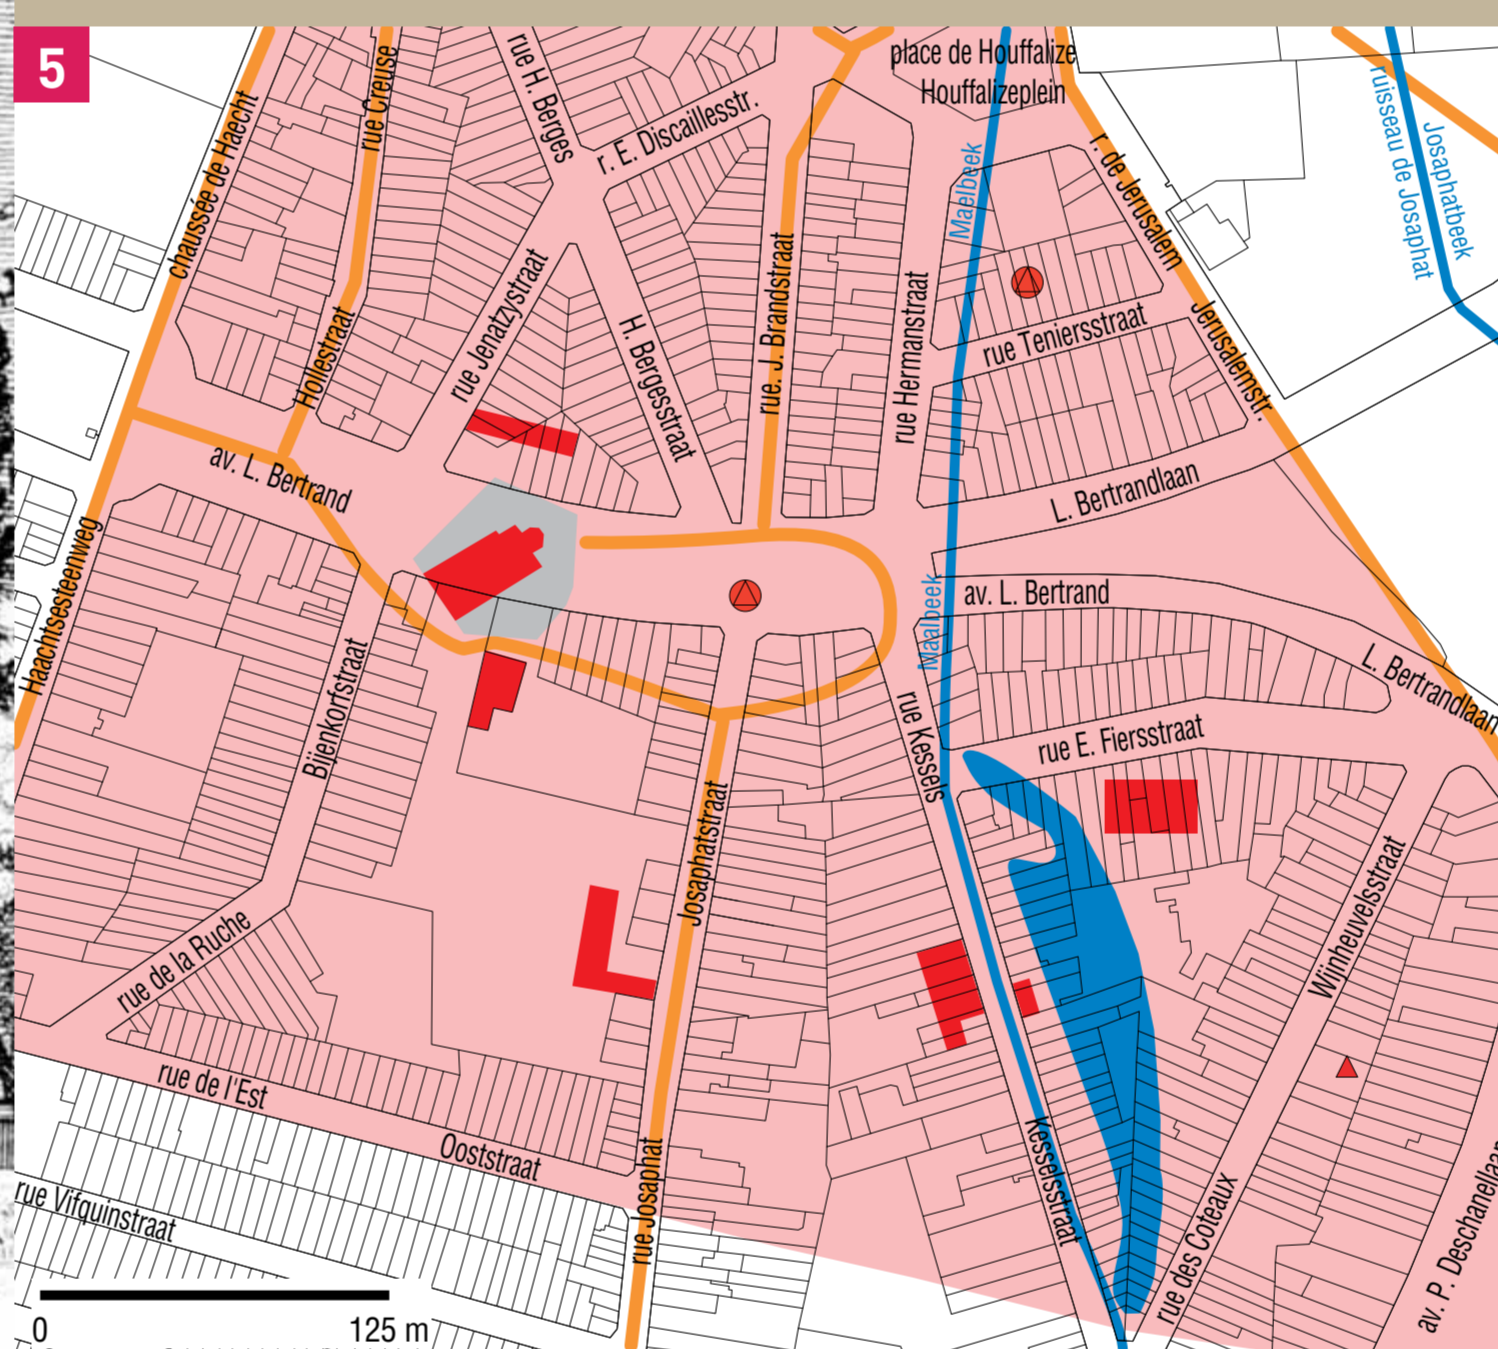 5
place de Houffalize
Houffalizeplein
chaussée de Haecht
rue Creuse
rue H. Berges
r. E. Discaillesstr.
ruisseau de Josaphat
Josaphatbeek
Maelbeek
r. de Jerusalem
Hollestraat
rue Jenatzystraat
H. Bergesstraat
rue. J. Brandstraat
rue Hermanstraat
rue Teniersstraat
Jerusalemstr.
av. L. Bertrand
L. Bertrandlaan
Haachtsesteenweg
Bijenkorfstraat
Maalbeek
av. L. Bertrand
L. Bertrandlaan
rue Kessels
rue E. Fiersstraat
Josaphatstraat
Wijnheuvelsstraat
rue de la Ruche
rue de l'Est
Ooststraat
rue Josaphat
Kesselsstraat
rue des Coteaux
av. P. Deschanellaan
rue Vifquinstraat
0
125 m